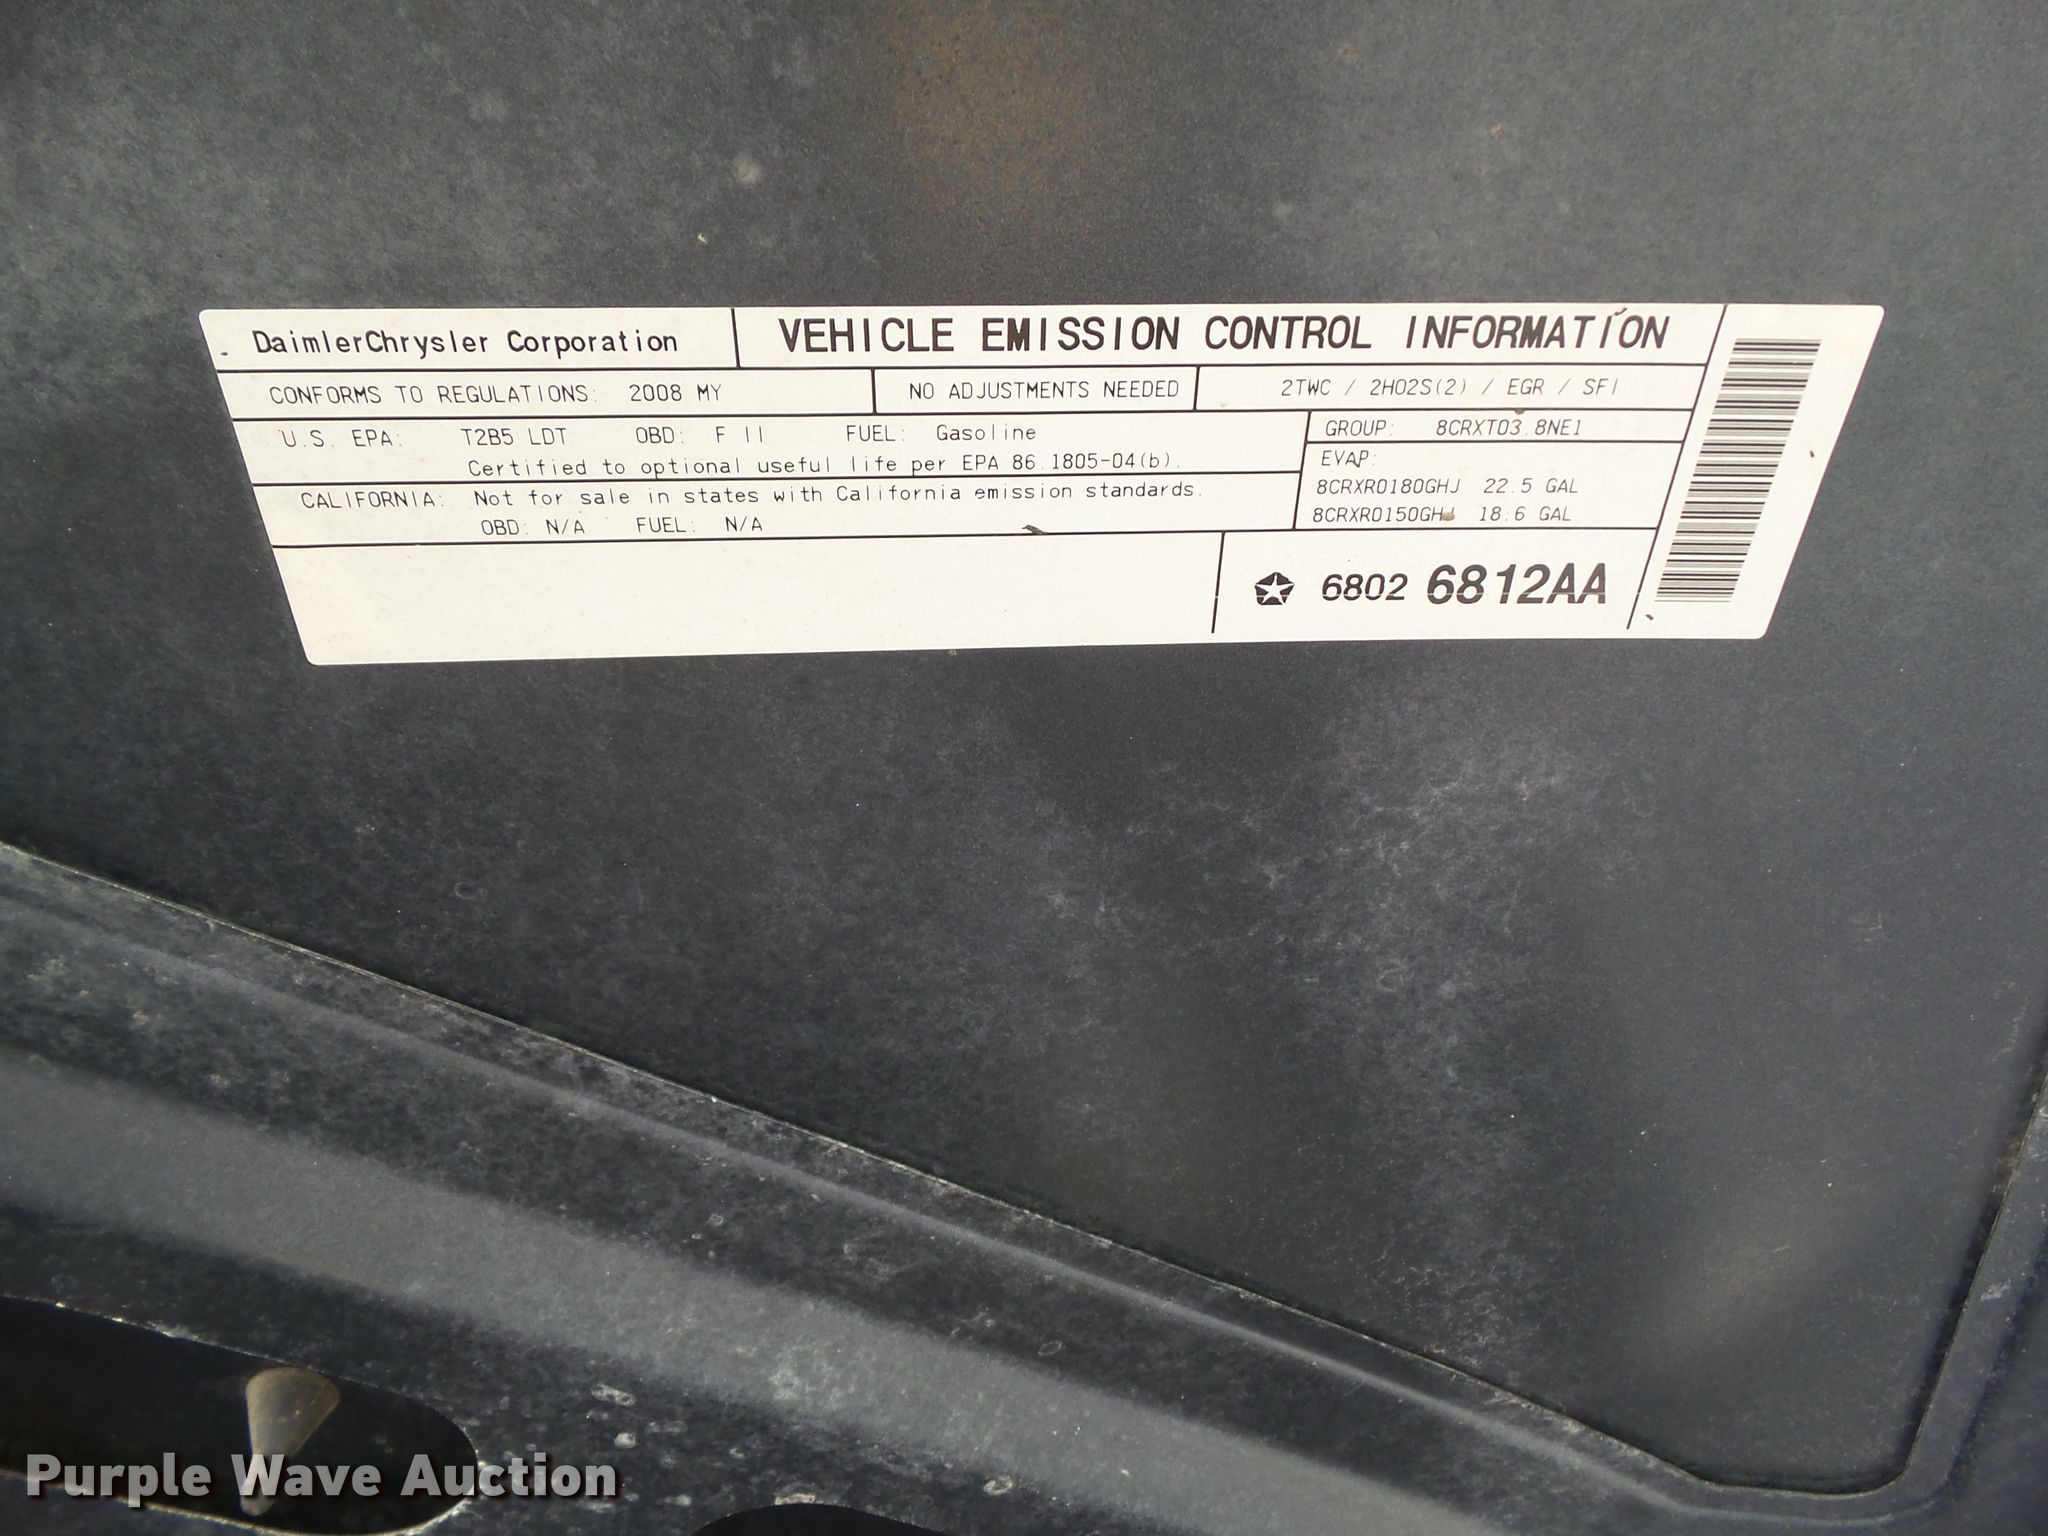 DaimlerChrysler Corporation VEHICLE EMISSION CONTROL INFORMATION
CONFORMS TO REGULATIONS: 2008 MY NO ADJUSTMENTS NEEDED 2TWC / 2HO2S(2) / EGR / SFI
U.S. EPA: T2B5 LDT OBD: F II FUEL: Gasoline
Certified to optional useful life per EPA 86.1805-04(b).
GROUP: 8CRXT03.8NE1
EVAP:
8CRXR0180GHJ 22.5 GAL
8CRXR0150GHJ 18.6 GAL
CALIFORNIA: Not for sale in states with California emission standards.
OBD: N/A FUEL: N/A
6802 6812AA
Purple Wave Auction